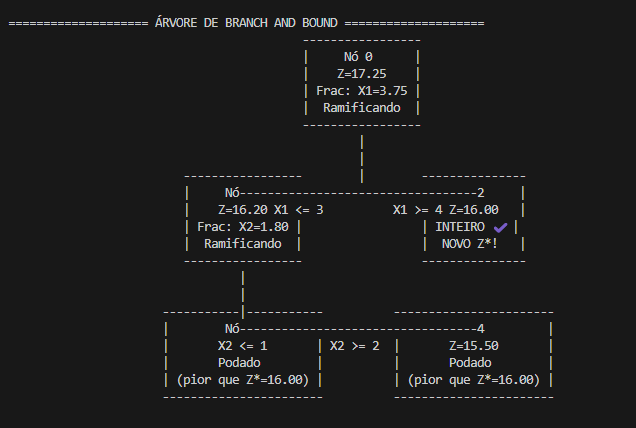 ==================== ÁRVORE DE BRANCH AND BOUND ====================
-----------------
| Nó 0 |
| Z=17.25 |
| Frac: X1=3.75 |
| Ramificando |
-----------------
|
|
----------------- | ---------------
| Nó----------------------------------2 |
| Z=16.20 X1 <= 3 X1 >= 4 Z=16.00 |
| Frac: X2=1.80 | | INTEIRO ✔ |
| Ramificando | | NOVO Z*! |
----------------- ---------------
|
|
-----------|----------- -----------------------
| Nó----------------------------------4 |
| X2 <= 1 | X2 >= 2 | Z=15.50 |
| Podado | | Podado |
| (pior que Z*=16.00) | | (pior que Z*=16.00) |
----------------------- -----------------------